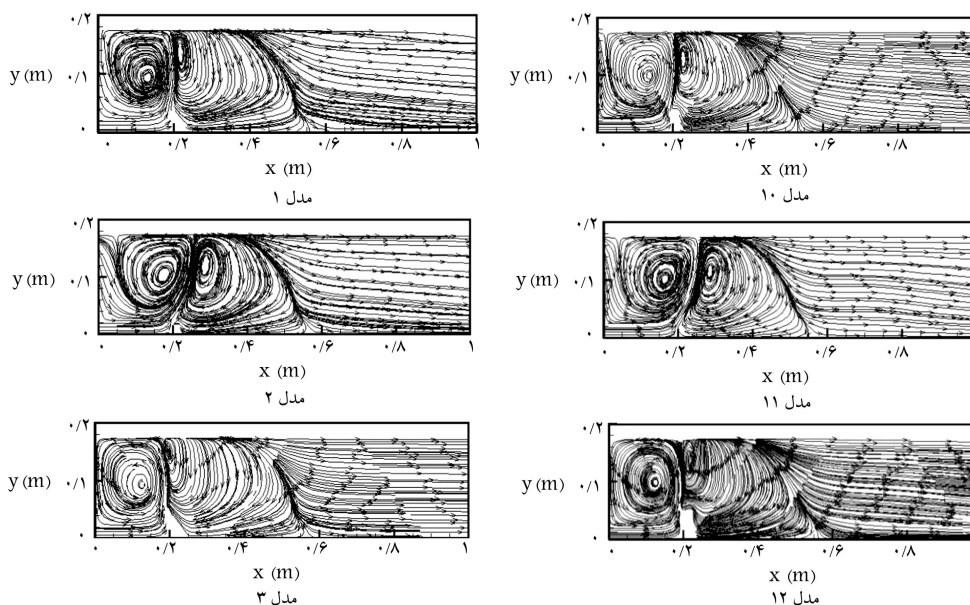 ۰/۲
y (m)
۰/۱
۰
۰ ۰/۲ ۰/۴ ۰/۶ ۰/۸ ۱
x (m)
مدل ۱
۰/۲
y (m)
۰/۱
۰
۰ ۰/۲ ۰/۴ ۰/۶ ۰/۸
x (m)
مدل ۱۰
۰/۲
y (m)
۰/۱
۰
۰ ۰/۲ ۰/۴ ۰/۶ ۰/۸ ۱
x (m)
مدل ۲
۰/۲
y (m)
۰/۱
۰
۰ ۰/۲ ۰/۴ ۰/۶ ۰/۸
x (m)
مدل ۱۱
۰/۲
y (m)
۰/۱
۰
۰ ۰/۲ ۰/۴ ۰/۶ ۰/۸ ۱
x (m)
مدل ۳
۰/۲
y (m)
۰/۱
۰
۰ ۰/۲ ۰/۴ ۰/۶ ۰/۸
x (m)
مدل ۱۲